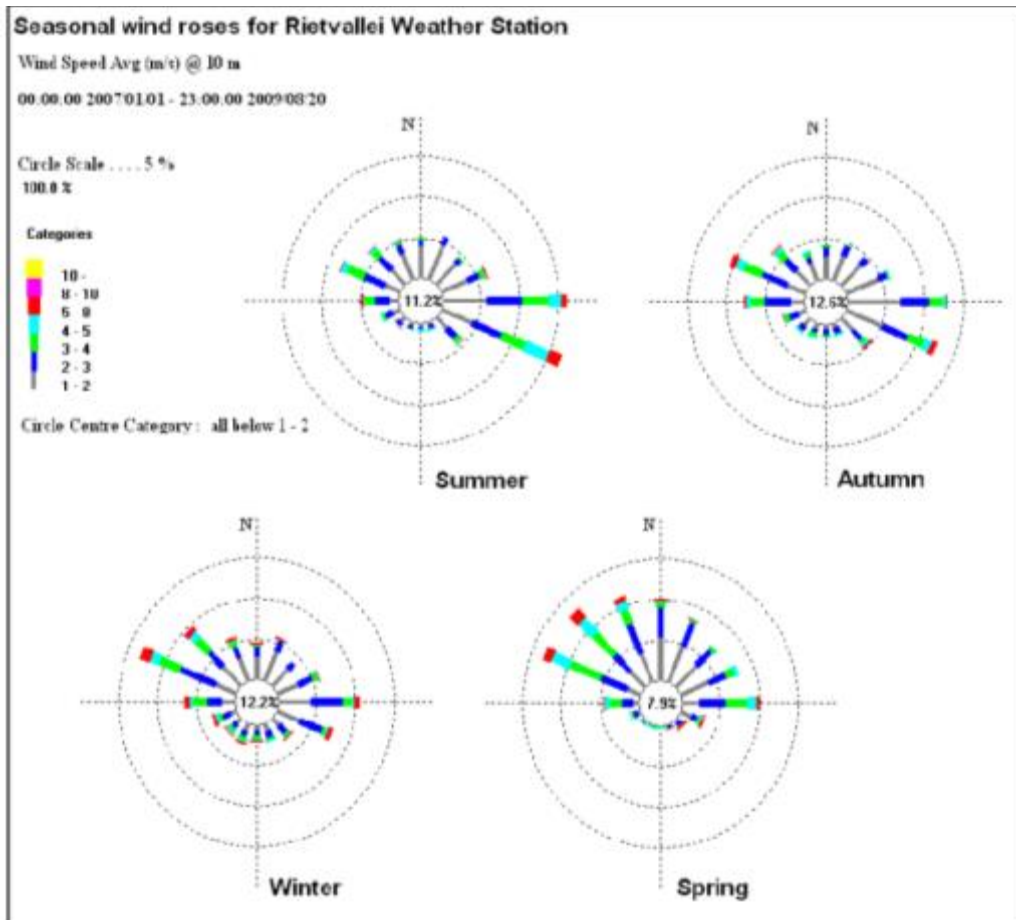 Seasonal wind roses for Rietvallei Weather Station
Wind Speed Avg (m/s) @ 10 m
00:00:00 2007/01/01 - 23:00:00 2009/08/20
Circle Scale . . . . 5 %
100.0 %
Categories
10 -
8 - 10
5 - 8
4 - 5
3 - 4
2 - 3
1 - 2
Circle Centre Category : all below 1 - 2
N
11.2%
Summer
N
12.6%
Autumn
N
12.2%
Winter
N
7.9%
Spring